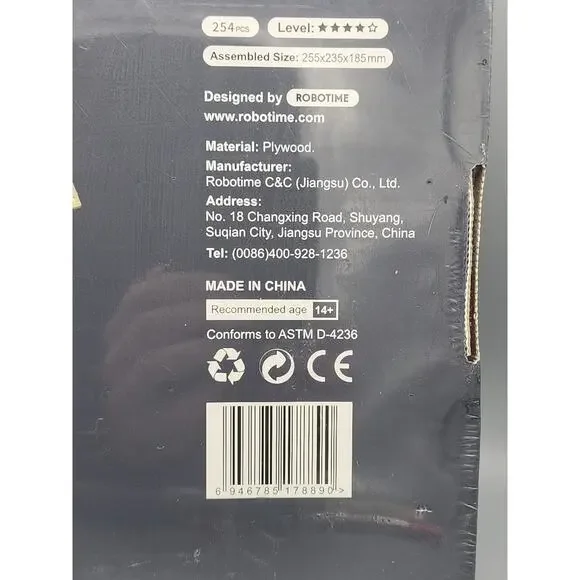 254PCS Level: ★★★★☆
Assembled Size: 255x235x185mm
Designed by ROBOTIME
www.robotime.com
Material: Plywood.
Manufacturer:
Robotime C&C (Jiangsu) Co., Ltd.
Address:
No. 18 Changxing Road, Shuyang,
Suqian City, Jiangsu Province, China
Tel: (0086)400-928-1236
MADE IN CHINA
Recommended age 14+
Conforms to ASTM D-4236
CE
6 946785 178890 >